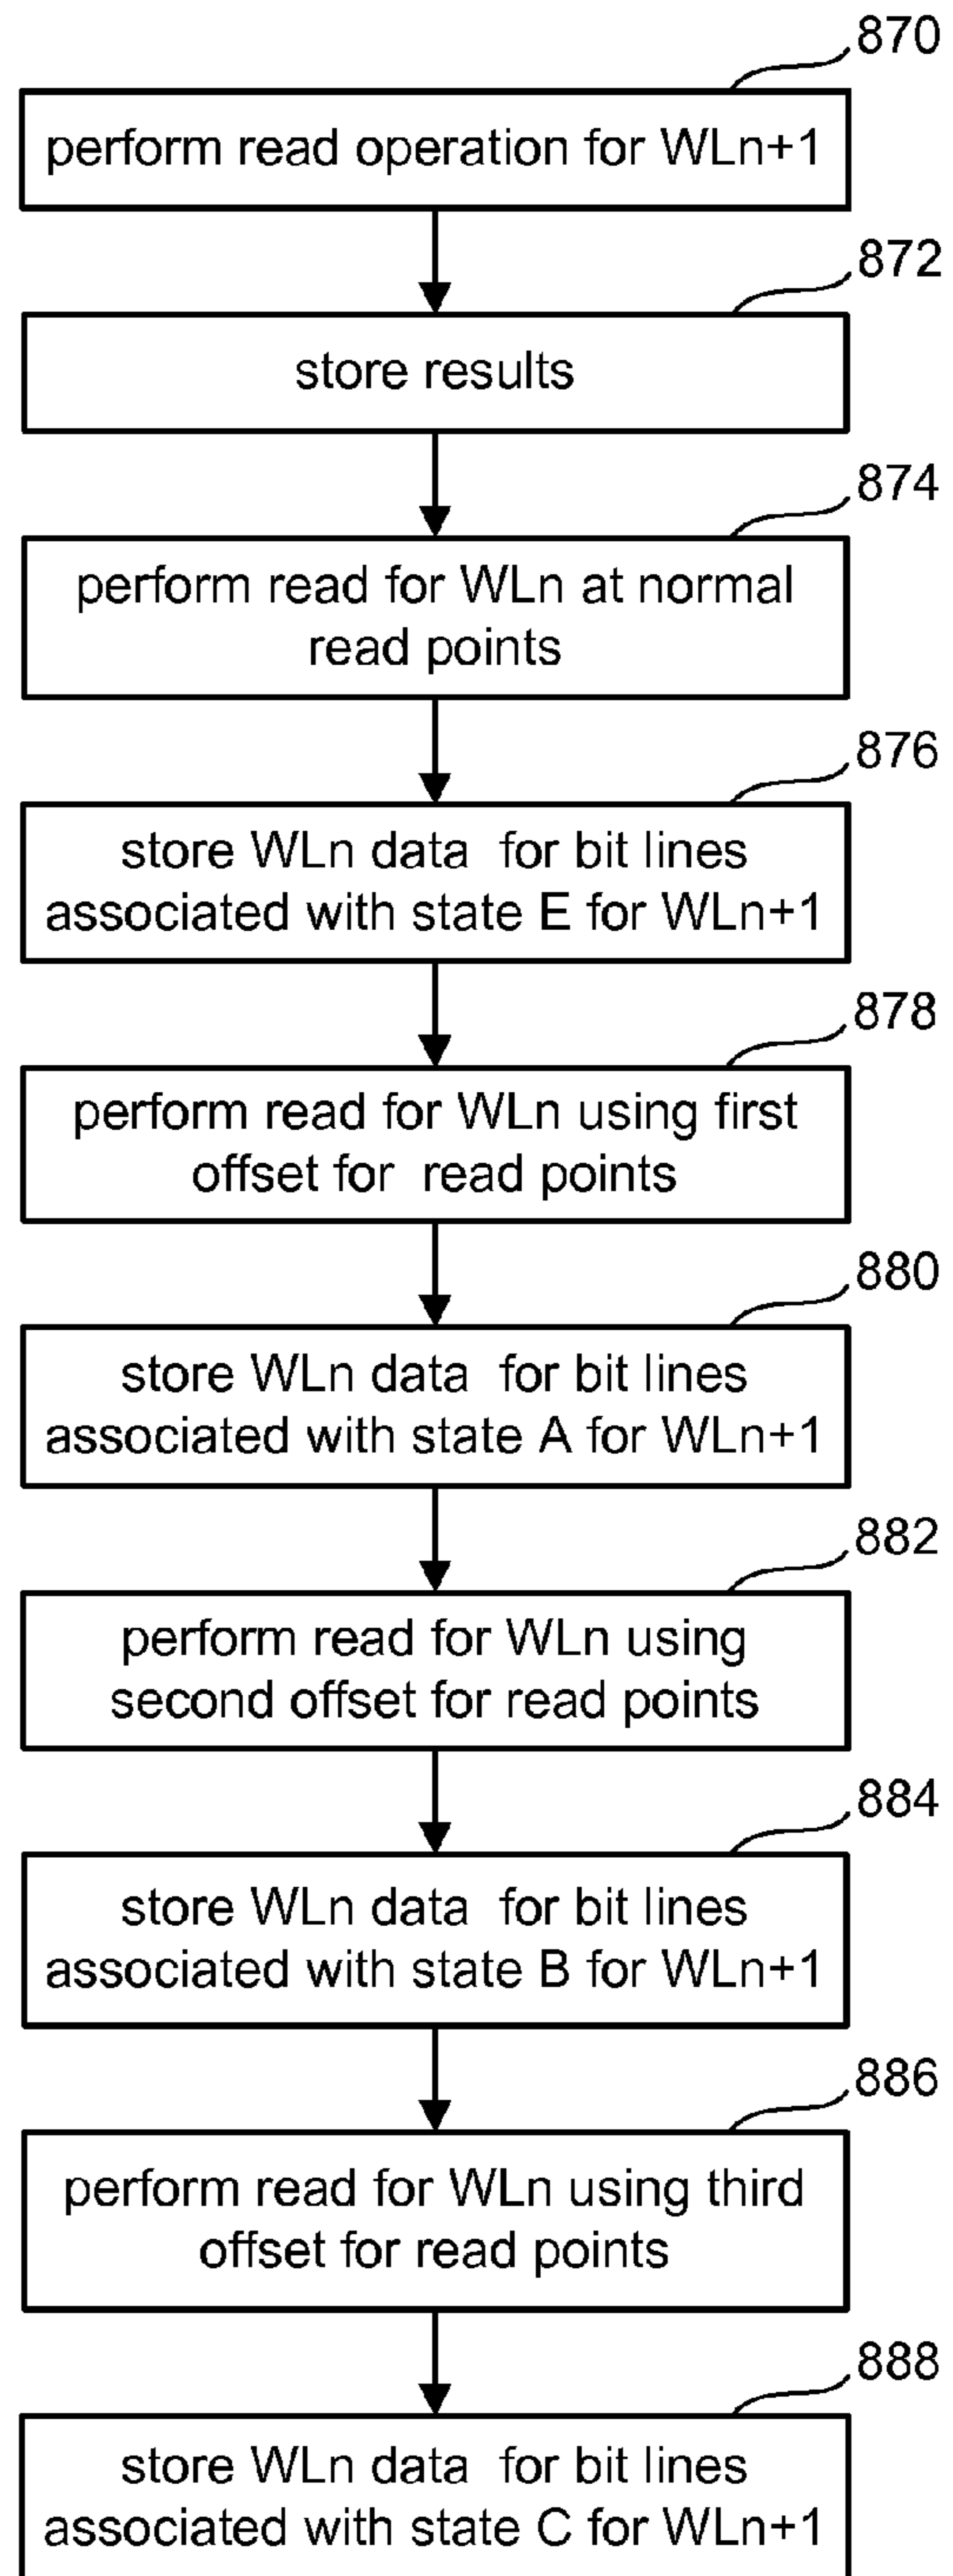 870
perform read operation for WLn+1
872
store results
874
perform read for WLn at normal
read points
876
store WLn data for bit lines
associated with state E for WLn+1
878
perform read for WLn using first
offset for read points
880
store WLn data for bit lines
associated with state A for WLn+1
882
perform read for WLn using
second offset for read points
884
store WLn data for bit lines
associated with state B for WLn+1
886
perform read for WLn using third
offset for read points
888
store WLn data for bit lines
associated with state C for WLn+1